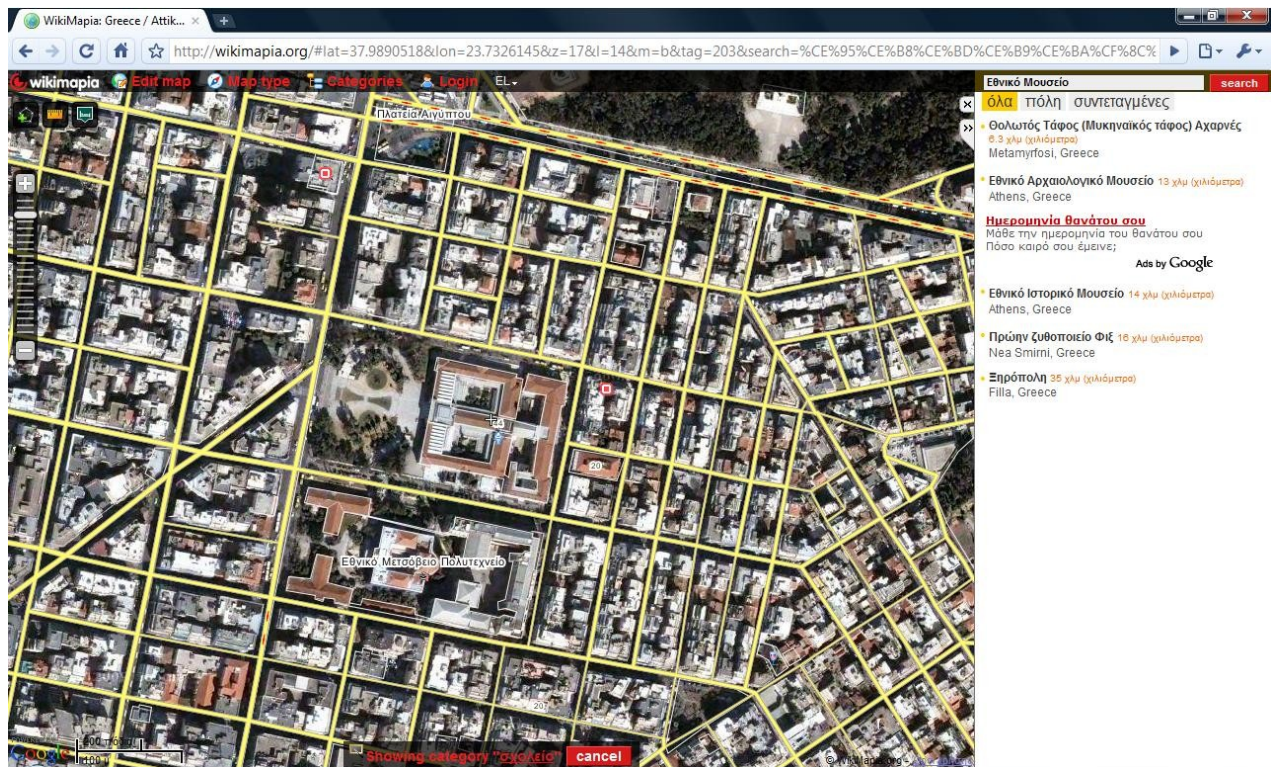 WikiMapia: Greece / Attik...
http://wikimapia.org/#lat=37.9890518&lon=23.7326145&z=17&l=14&m=b&tag=203&search=%CE%95%CE%B8%CE%BD%CE%B9%CE%BA%CF%8C%
wikimapia Edit map Map type Categories Login EL
Εθνικό Μουσείο search
όλα πόλη συντεταγμένες
Θολωτός Τάφος (Μυκηναϊκός τάφος) Αχαρνές
6.3 χλμ (χιλιόμετρα)
Metamyrfosi, Greece
Εθνικό Αρχαιολογικό Μουσείο 13 χλμ (χιλιόμετρα)
Athens, Greece
Ημερομηνία θανάτου σου
Μάθε την ημερομηνία του θανάτου σου
Πόσο καιρό σου έμεινε;
Ads by Google
Εθνικό Ιστορικό Μουσείο 14 χλμ (χιλιόμετρα)
Athens, Greece
Πρώην ζυθοποιείο Φιξ 16 χλμ (χιλιόμετρα)
Nea Smirni, Greece
Ξηρόπολη 35 χλμ (χιλιόμετρα)
Filla, Greece
Πλατεία Αιγύπτου
20
Εθνικό Μετσόβειο Πολυτεχνείο
20
Google
Showing category "σχολείο" cancel